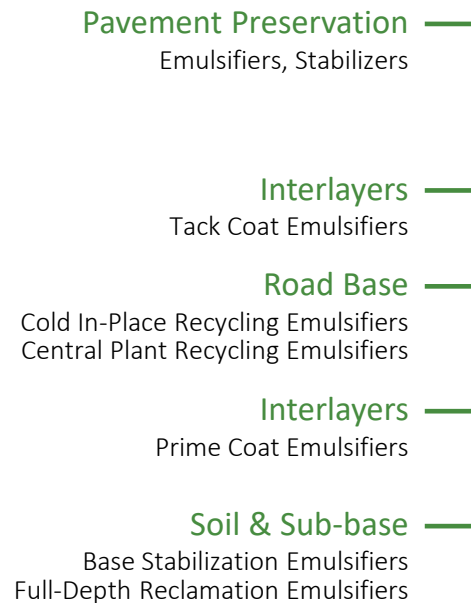 Pavement Preservation
Emulsifiers, Stabilizers
Interlayers
Tack Coat Emulsifiers
Road Base
Cold In-Place Recycling Emulsifiers
Central Plant Recycling Emulsifiers
Interlayers
Prime Coat Emulsifiers
Soil & Sub-base
Base Stabilization Emulsifiers
Full-Depth Reclamation Emulsifiers